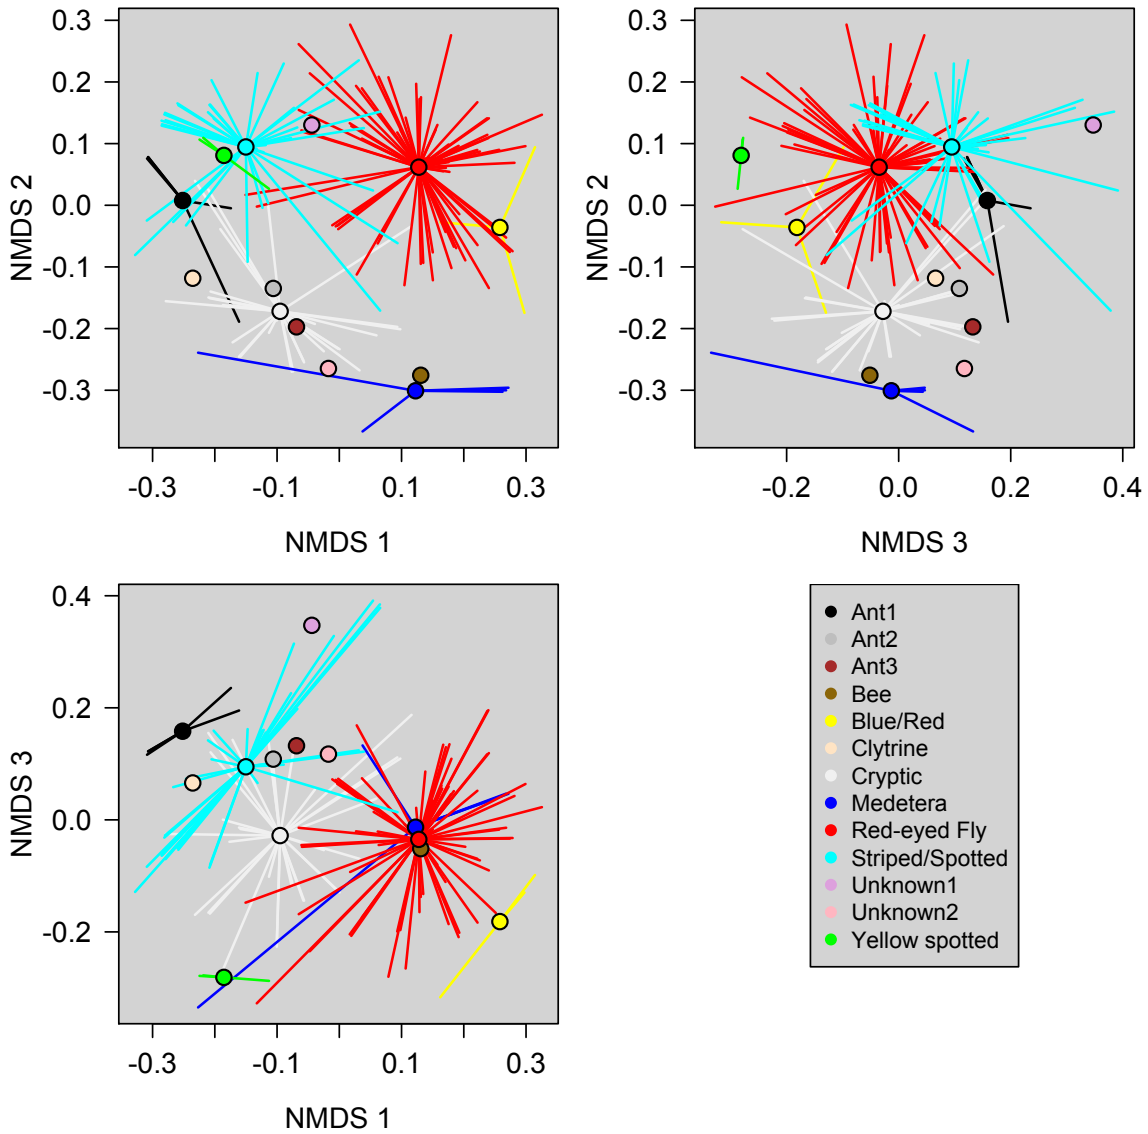 0.3
0.2
0.1
0.0
-0.1
-0.2
-0.3
NMDS 2
-0.3
-0.1
0.1
0.3
NMDS 1
0.3
0.2
0.1
0.0
-0.1
-0.2
-0.3
NMDS 2
-0.2
0.0
0.2
0.4
NMDS 3
0.4
0.2
0.0
-0.2
NMDS 3
-0.3
-0.1
0.1
0.3
NMDS 1
Ant1
Ant2
Ant3
Bee
Blue/Red
Clytrine
Cryptic
Medetera
Red-eyed Fly
Striped/Spotted
Unknown1
Unknown2
Yellow spotted